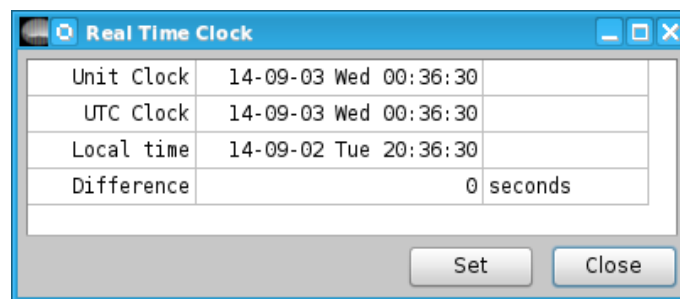 Real Time Clock
Unit Clock 14-09-03 Wed 00:36:30
UTC Clock 14-09-03 Wed 00:36:30
Local time 14-09-02 Tue 20:36:30
Difference 0 seconds
Set Close